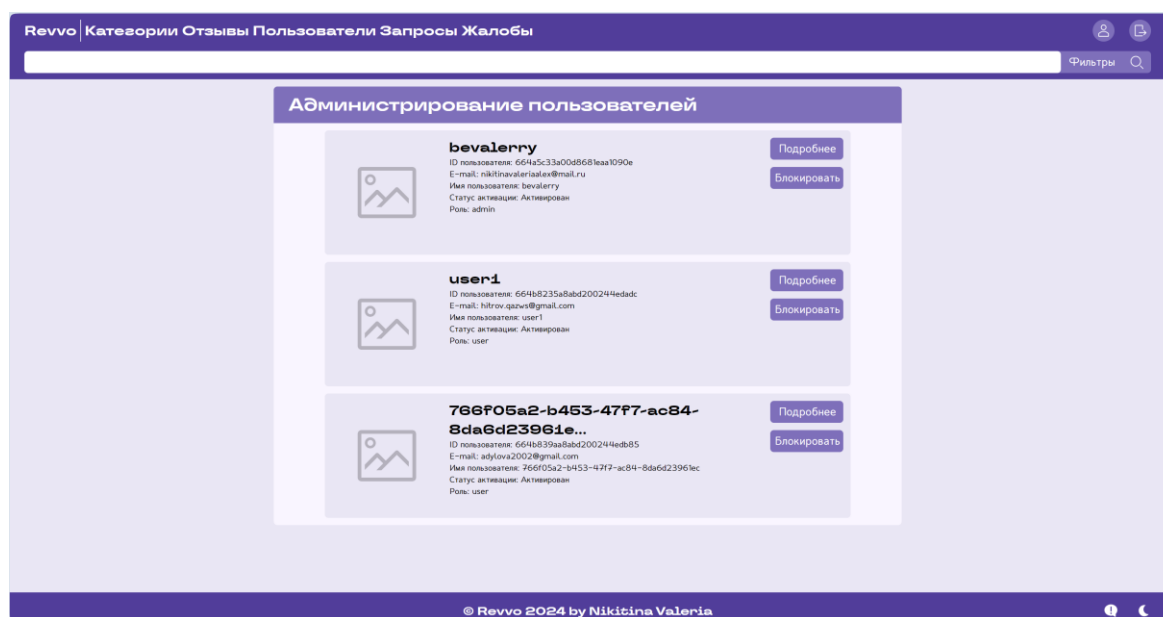 Revvo Категории Отзывы Пользователи Запросы Жалобы
Фильтры
Администрирование пользователей
bevalerry
ID пользователя: 664a5c33a00d8681eaa1090e
E-mail: nikitinavaleriaalex@mail.ru
Имя пользователя: bevalerry
Статус активации: Активирован
Роль: admin
Подробнее
Блокировать
user1
ID пользователя: 664b8235a8abd200244edadc
E-mail: hitrov.qazws@gmail.com
Имя пользователя: user1
Статус активации: Активирован
Роль: user
Подробнее
Блокировать
766f05a2-b453-47f7-ac84-
8da6d23961e...
ID пользователя: 664b839aa8abd200244edb85
E-mail: adylova2002@gmail.com
Имя пользователя: 766f05a2-b453-47f7-ac84-8da6d23961ec
Статус активации: Активирован
Роль: user
Подробнее
Блокировать
© Revvo 2024 by Nikitina Valeria